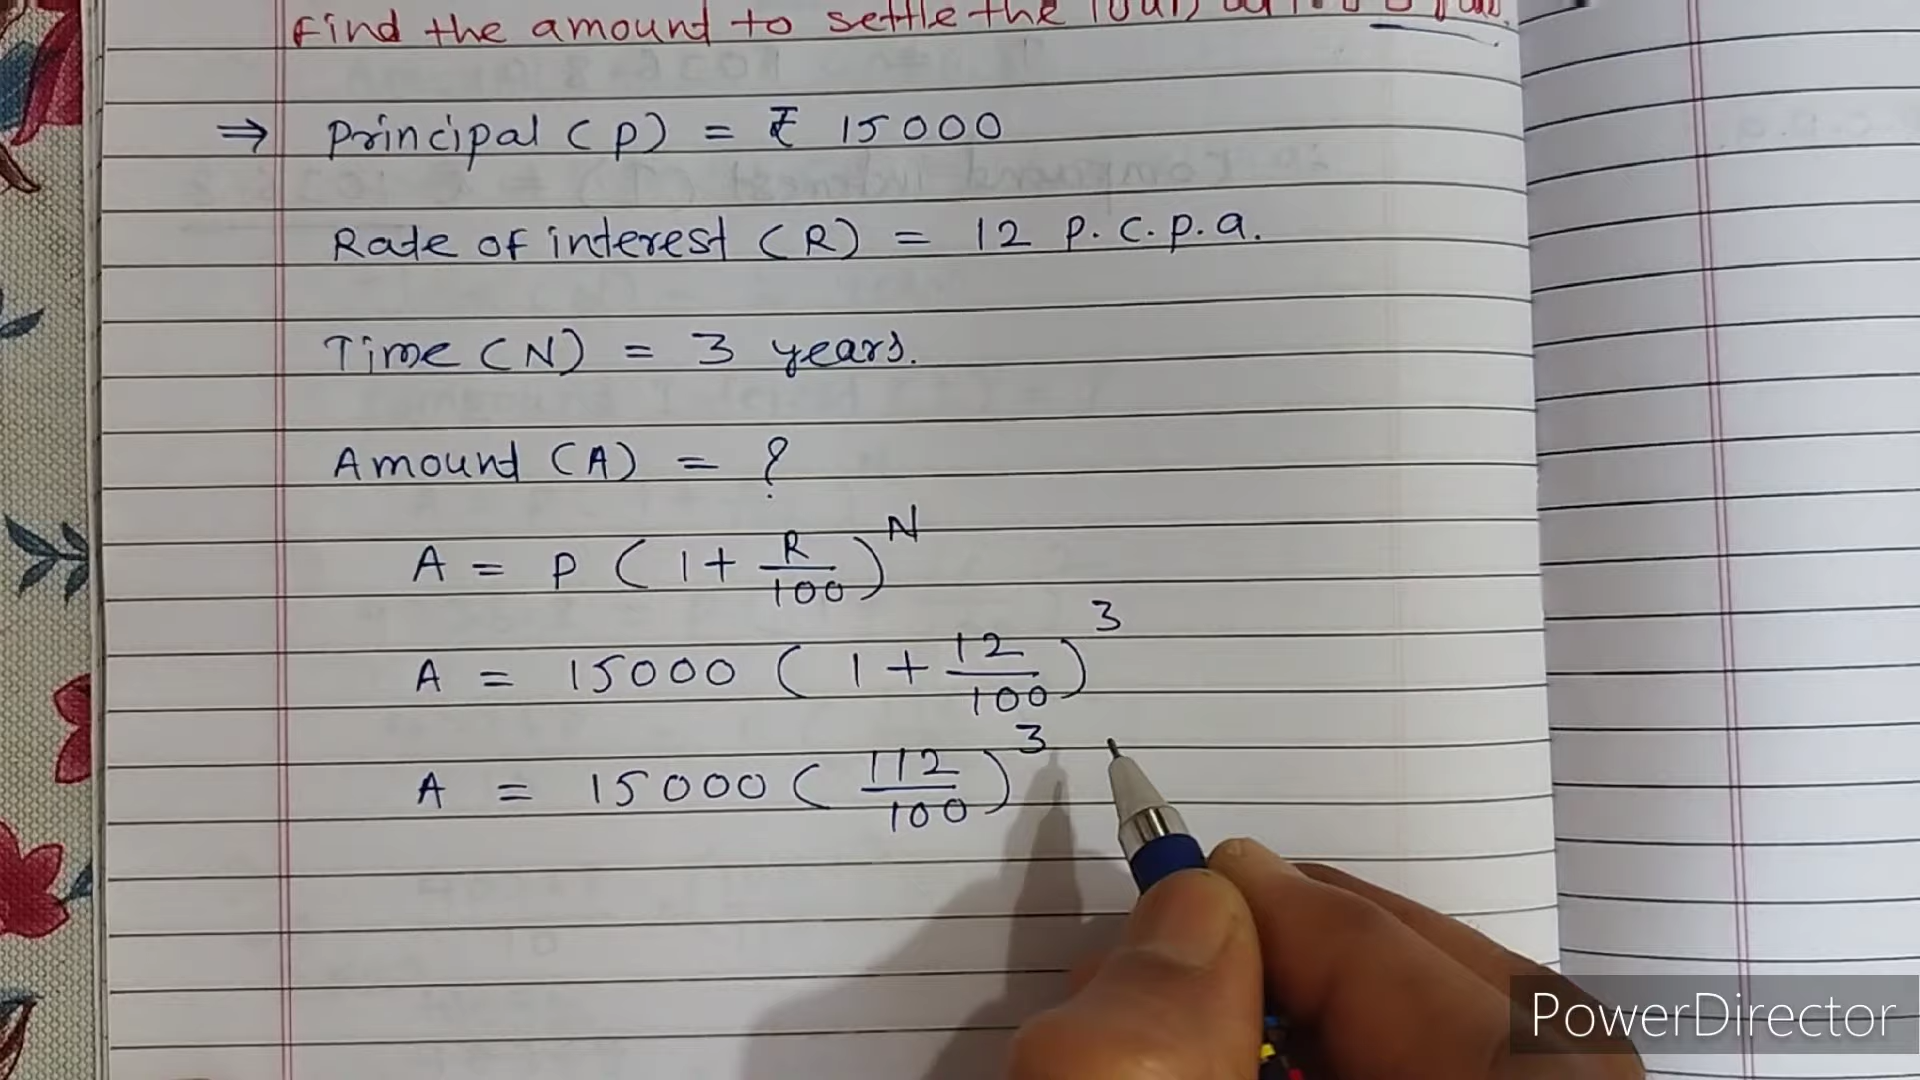 Find the amount to settle the loan
⇒ Principal (P) = ₹ 15000
Rate of interest (R) = 12 p.c.p.a.
Time (N) = 3 years.
Amount (A) = ?
A = P (1 + R/100)^N
A = 15000 (1 + 12/100)^3
A = 15000 (112/100)^3
PowerDirector